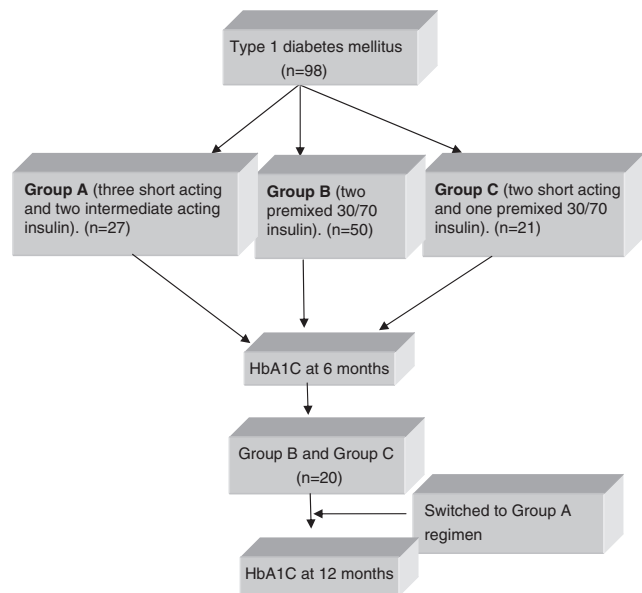 Type 1 diabetes mellitus
(n=98)
Group A (three short acting
and two intermediate acting
insulin). (n=27)
Group B (two
premixed 30/70
insulin). (n=50)
Group C (two short acting
and one premixed 30/70
insulin). (n=21)
HbA1C at 6 months
Group B and Group C
(n=20)
Switched to Group A
regimen
HbA1C at 12 months